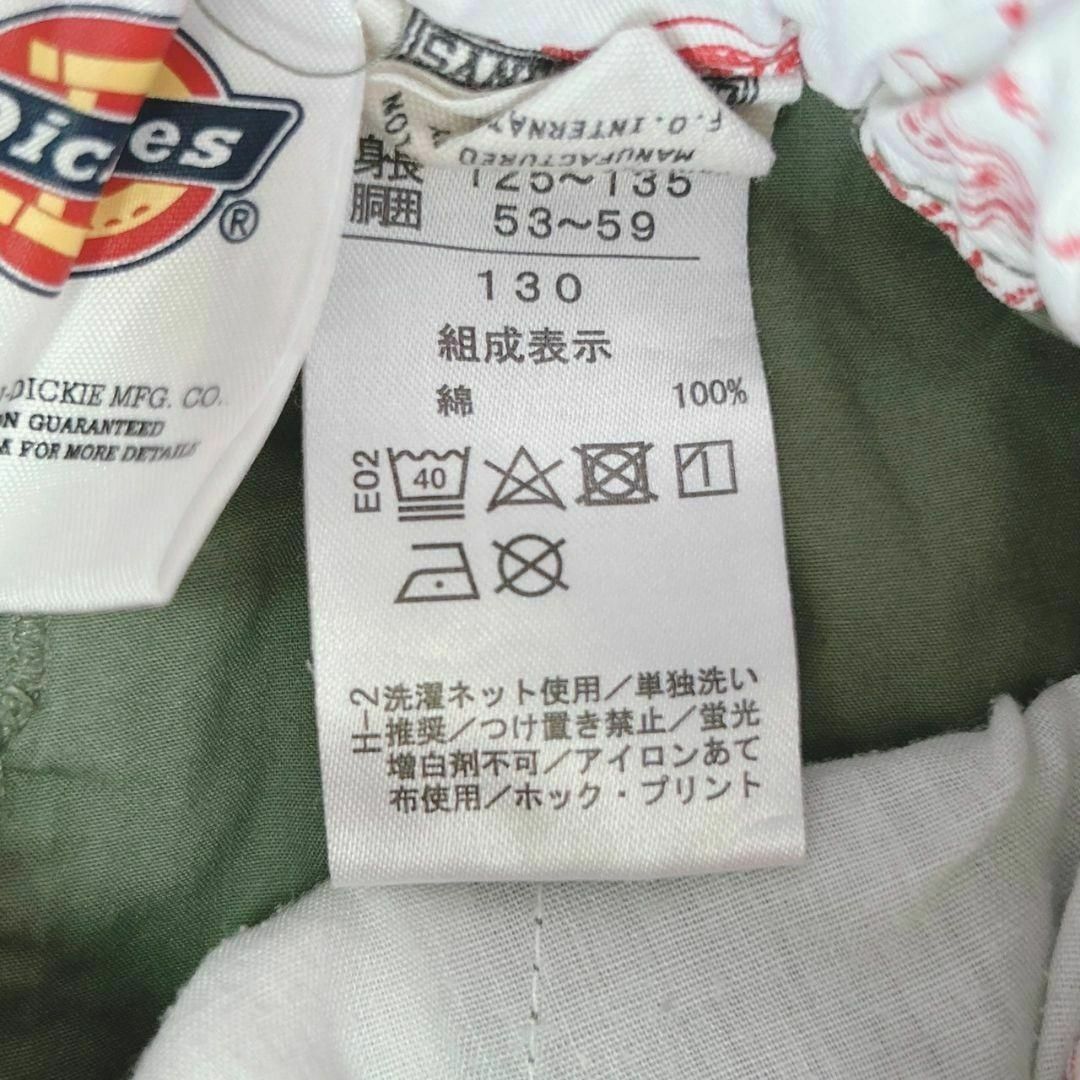 Dickies
®
DICKIE MFG. CO.
GUARANTEED
FOR MORE DETAILS
F.O. INTERNA
MANUFACTURED
身長 125～135
胴囲 53～59
130
組成表示
綿 100%
E02
40
1
H-2
洗濯ネット使用／単独洗い
推奨／つけ置き禁止／蛍光
増白剤不可／アイロンあて
布使用／ホック・プリント